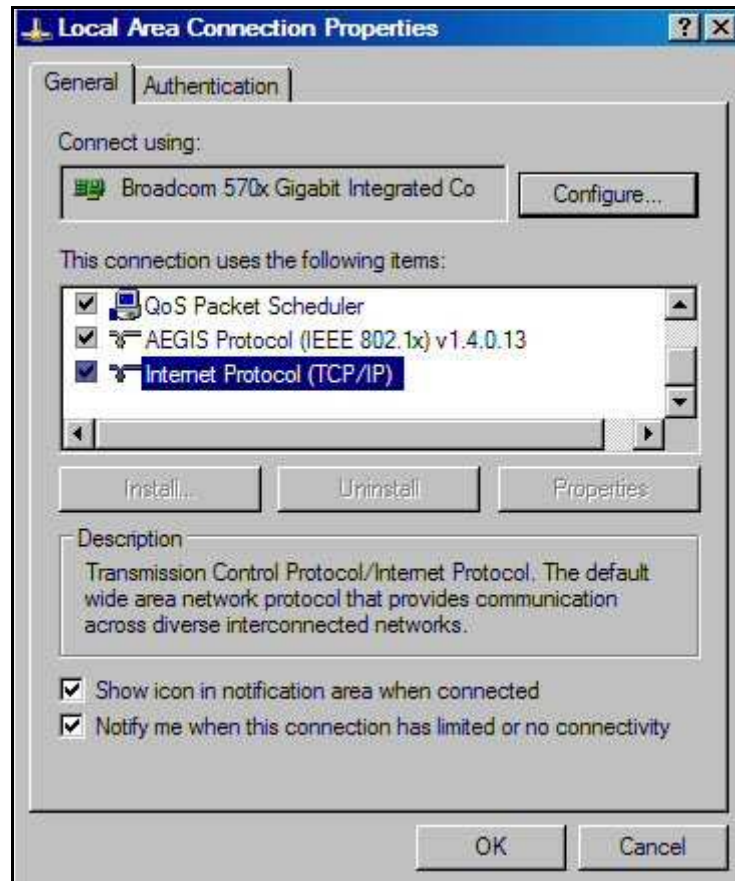 Local Area Connection Properties
General
Authentication
Connect using:
Broadcom 570x Gigabit Integrated Co
Configure...
This connection uses the following items:
QoS Packet Scheduler
AEGIS Protocol (IEEE 802.1x) v1.4.0.13
Internet Protocol (TCP/IP)
Install...
Uninstall
Properties
Description
Transmission Control Protocol/Internet Protocol. The default
wide area network protocol that provides communication
across diverse interconnected networks.
Show icon in notification area when connected
Notify me when this connection has limited or no connectivity
OK
Cancel